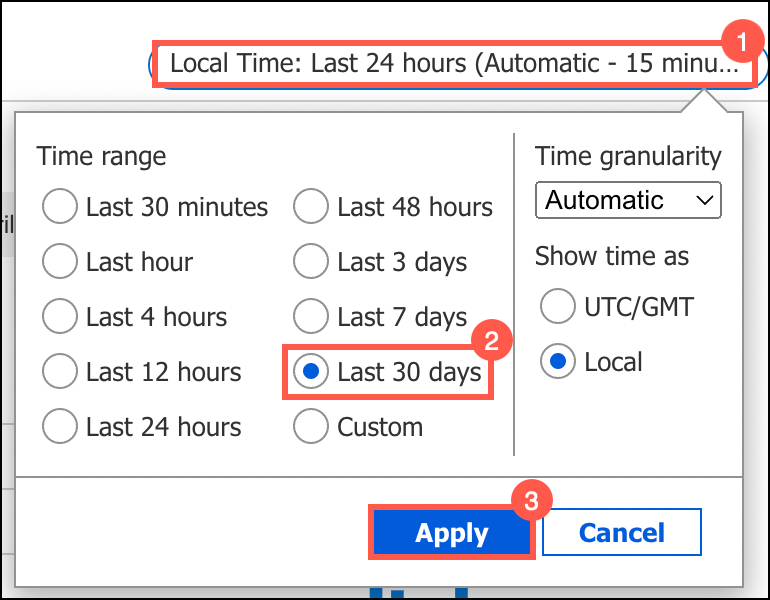 1
Local Time: Last 24 hours (Automatic - 15 minu...
Time range
Last 30 minutes
Last hour
Last 4 hours
Last 12 hours
Last 24 hours
Last 48 hours
Last 3 days
Last 7 days
2
Last 30 days
Custom
Time granularity
Automatic
Show time as
UTC/GMT
Local
3
Apply
Cancel